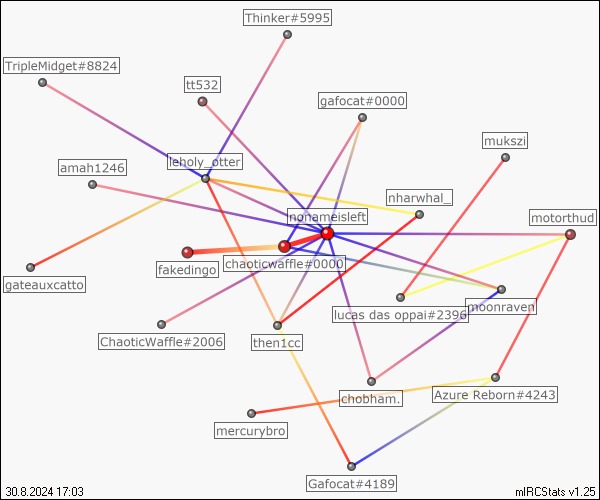 Thinker#5995
TripleMidget#8824
tt532
gafocat#0000
mukszi
leholy_otter
amah1246
nharwhal_
nonameisleft
motorthud
chaoticwaffle#0000
fakedingo
gateauxcatto
moonraven
lucas das oppai#2396
ChaoticWaffle#2006
then1cc
chobham.
Azure Reborn#4243
mercurybro
Gafocat#4189
30.8.2024 17:03
mIRCStats v1.25